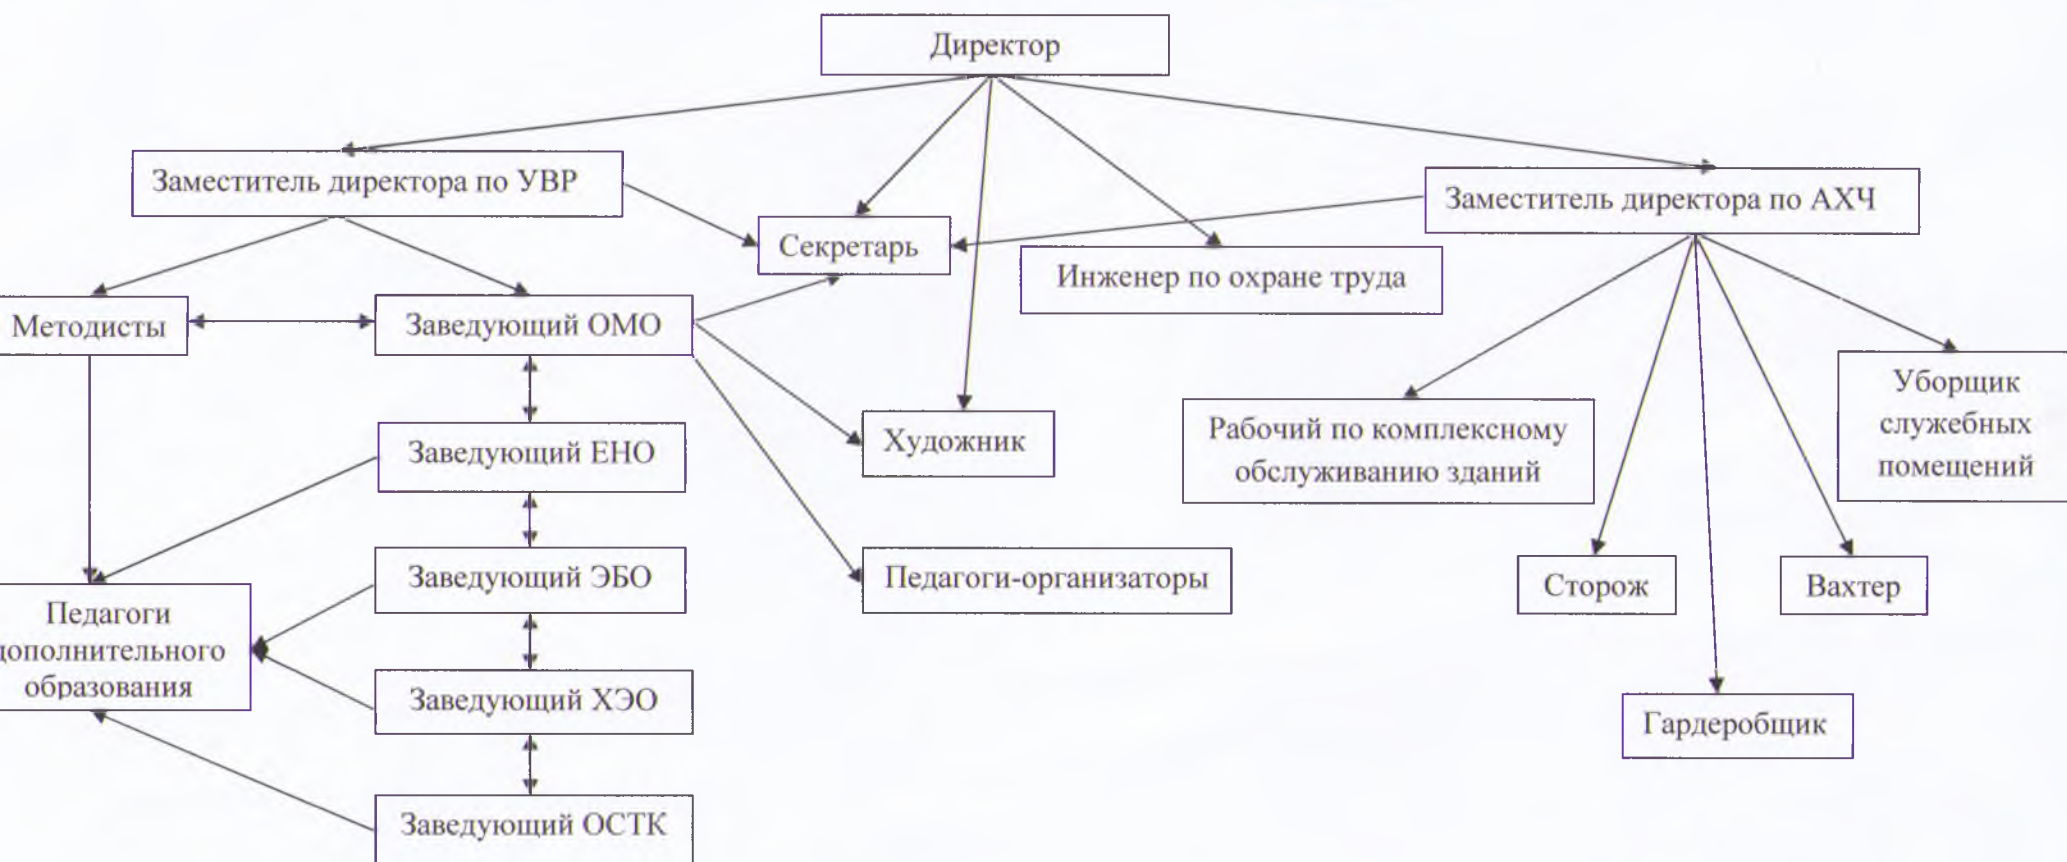 Директор
Заместитель директора по УВР
Заместитель директора по АХЧ
Секретарь
Инженер по охране труда
Методисты
Заведующий ОМО
Уборщик
служебных
помещений
Художник
Рабочий по комплексному
обслуживанию зданий
Заведующий ЕНО
Заведующий ЭБО
Педагоги-организаторы
Сторож
Вахтер
Педагоги
дополнительного
образования
Заведующий ХЭО
Гардеробщик
Заведующий ОСТК